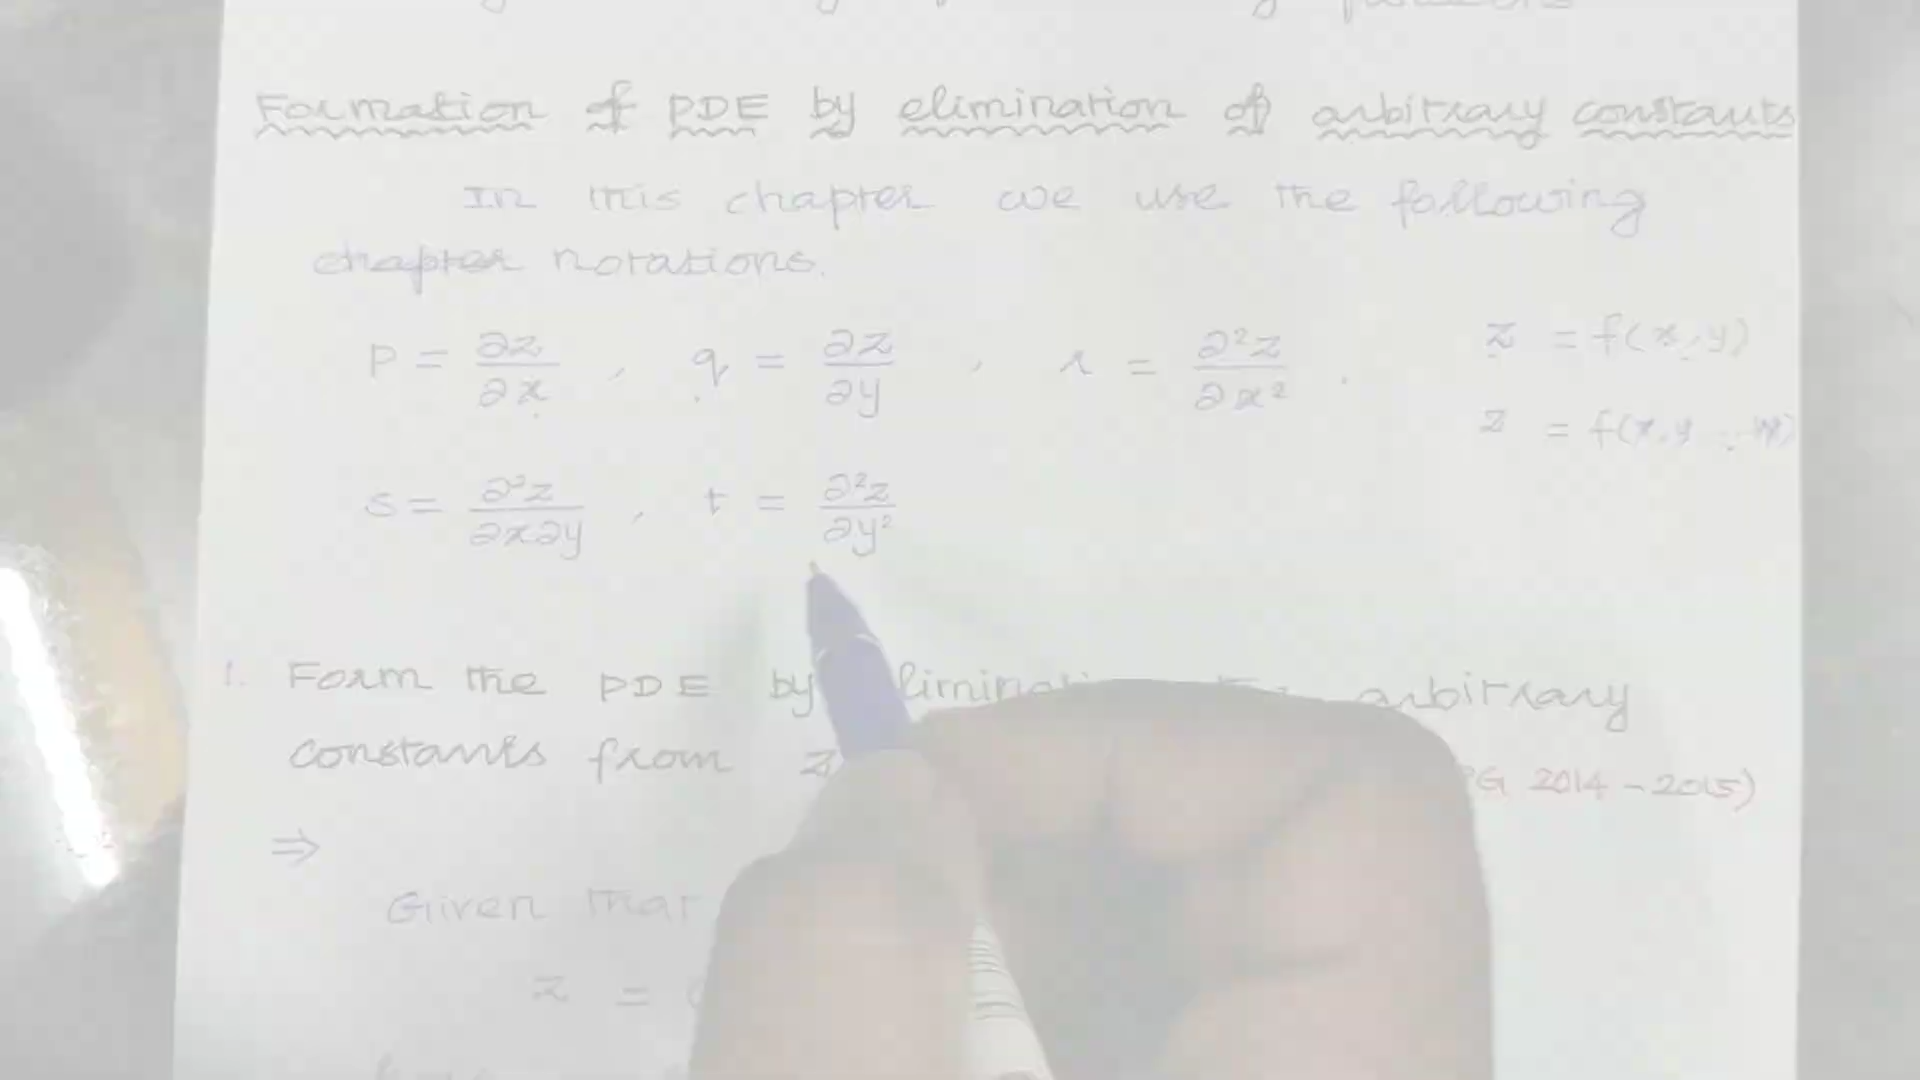 Formation of PDE by elimination of arbitrary constants
In this chapter we use the following
chapter notations.
P = ∂z/∂x , q = ∂z/∂y , r = ∂²z/∂x² . z = f(x,y)
z = f(x,y
s = ∂²z/∂x∂y , t = ∂²z/∂y²
1. Form the PDE by arbitrary
constants from z 2014-2015)
⇒
Given that
z =